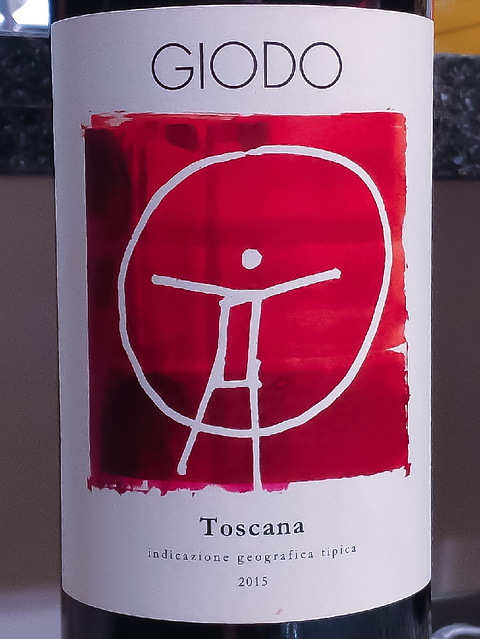 GIODO
Toscana
indicazione geografica tipica
2015